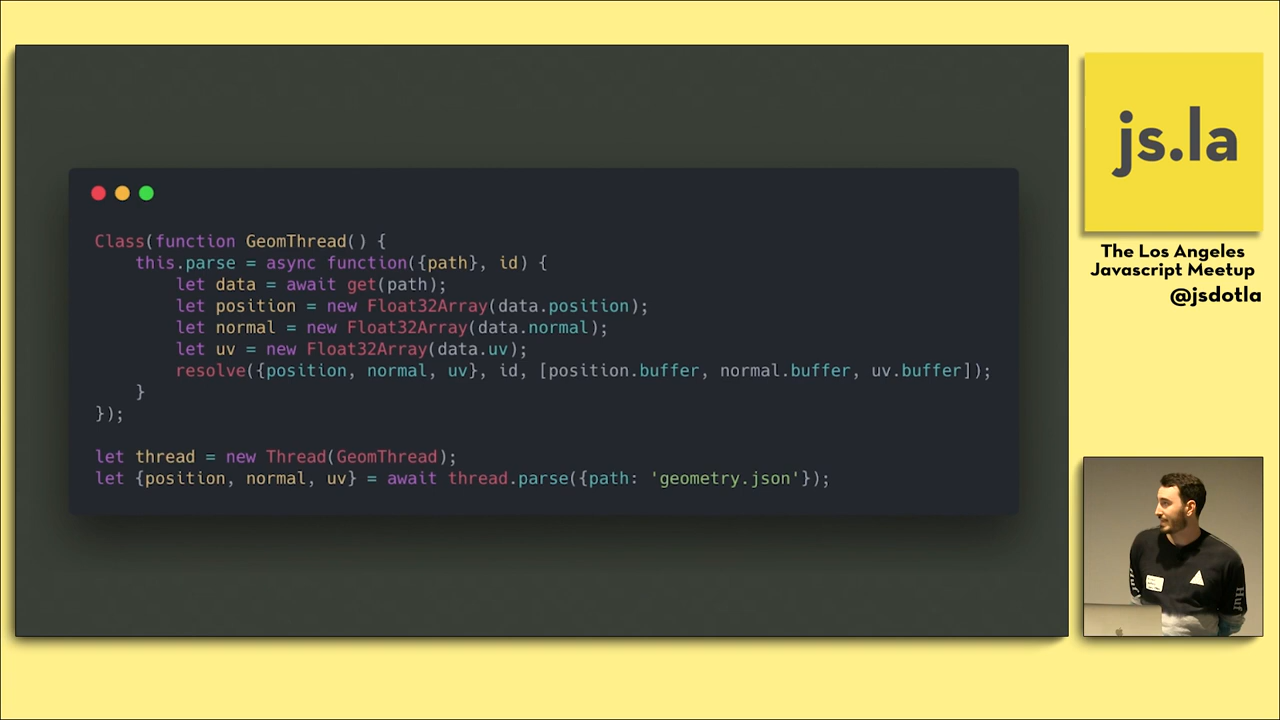 Class(function GeomThread() {
    this.parse = async function({path}, id) {
        let data = await get(path);
        let position = new Float32Array(data.position);
        let normal = new Float32Array(data.normal);
        let uv = new Float32Array(data.uv);
        resolve({position, normal, uv}, id, [position.buffer, normal.buffer, uv.buffer]);
    }
});

let thread = new Thread(GeomThread);
let {position, normal, uv} = await thread.parse({path: 'geometry.json'});
js.la
The Los Angeles
Javascript Meetup
@jsdotla
Huf